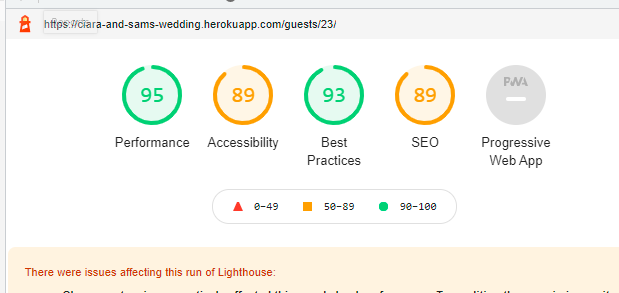 https://ciara-and-sams-wedding.herokuapp.com/guests/23/
95 89 93 89 PWA
Performance Accessibility Best Practices SEO Progressive Web App
0–49 50–89 90–100
There were issues affecting this run of Lighthouse: